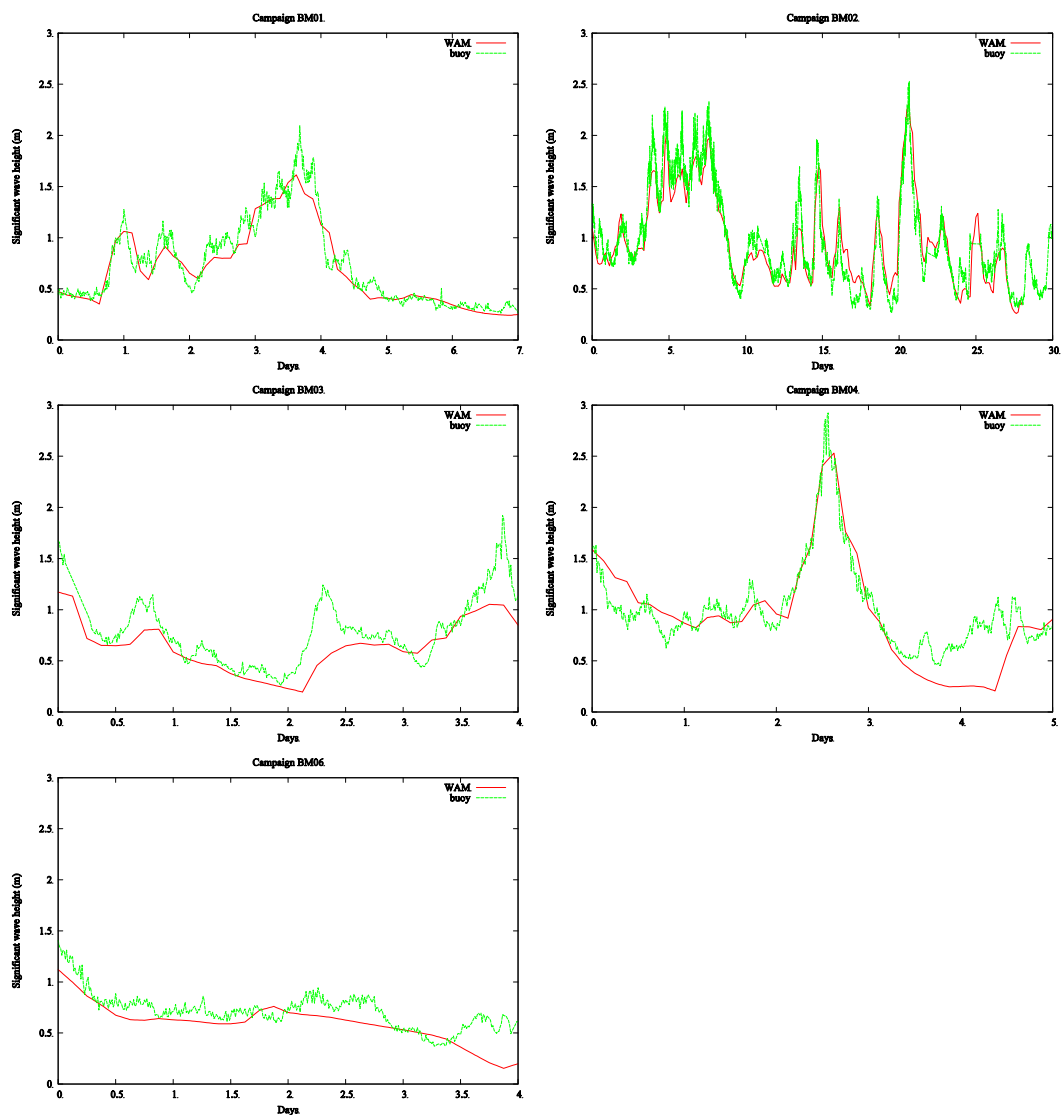 Campaign BM01.
3.
2.5.
2.
1.5.
1.
0.5.
0.
Significant wave height (m)
WAM.
buoy
0. 1. 2. 3. 4. 5. 6. 7.
Days.
Campaign BM02.
3.
2.5.
2.
1.5.
1.
0.5.
0.
Significant wave height (m)
WAM.
buoy
0. 5. 10. 15. 20. 25. 30.
Days.
Campaign BM03.
3.
2.5.
2.
1.5.
1.
0.5.
0.
Significant wave height (m)
WAM.
buoy
0. 0.5. 1. 1.5. 2. 2.5. 3. 3.5. 4.
Days.
Campaign BM04.
3.
2.5.
2.
1.5.
1.
0.5.
0.
Significant wave height (m)
WAM.
buoy
0. 1. 2. 3. 4. 5.
Days.
Campaign BM06.
3.
2.5.
2.
1.5.
1.
0.5.
0.
Significant wave height (m)
WAM.
buoy
0. 0.5. 1. 1.5. 2. 2.5. 3. 3.5. 4.
Days.